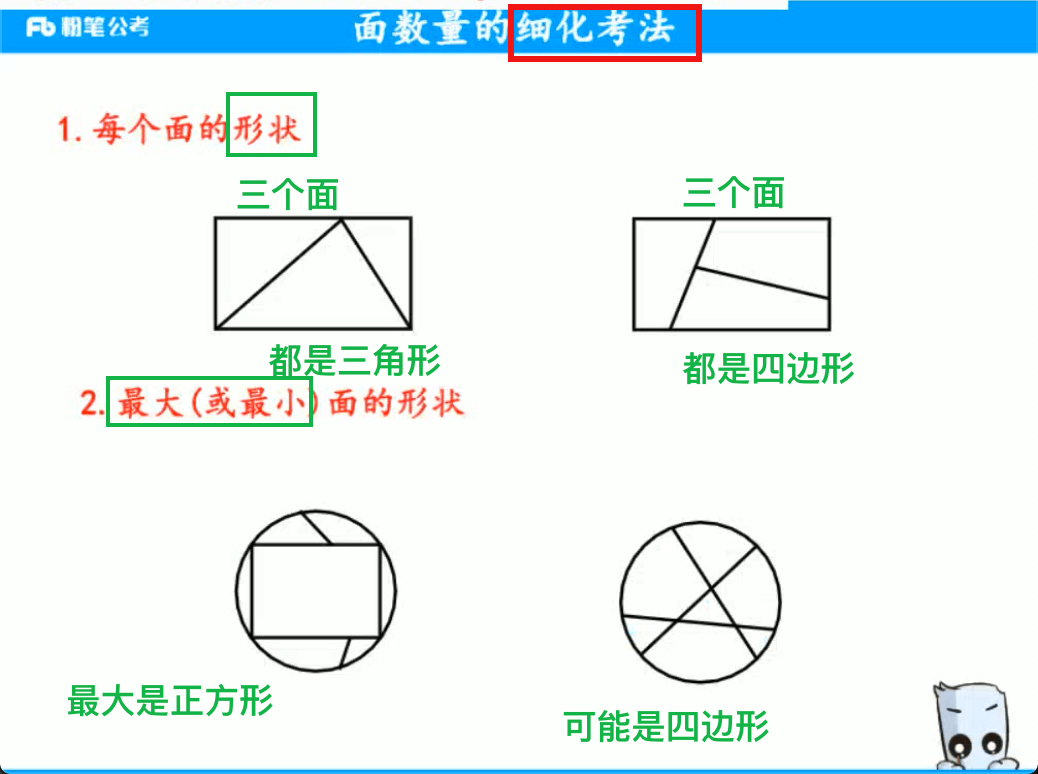 粉笔公考
面数量的细化考法
1.每个面的形状
三个面
三个面
都是三角形
都是四边形
2.最大(或最小)面的形状
最大是正方形
可能是四边形